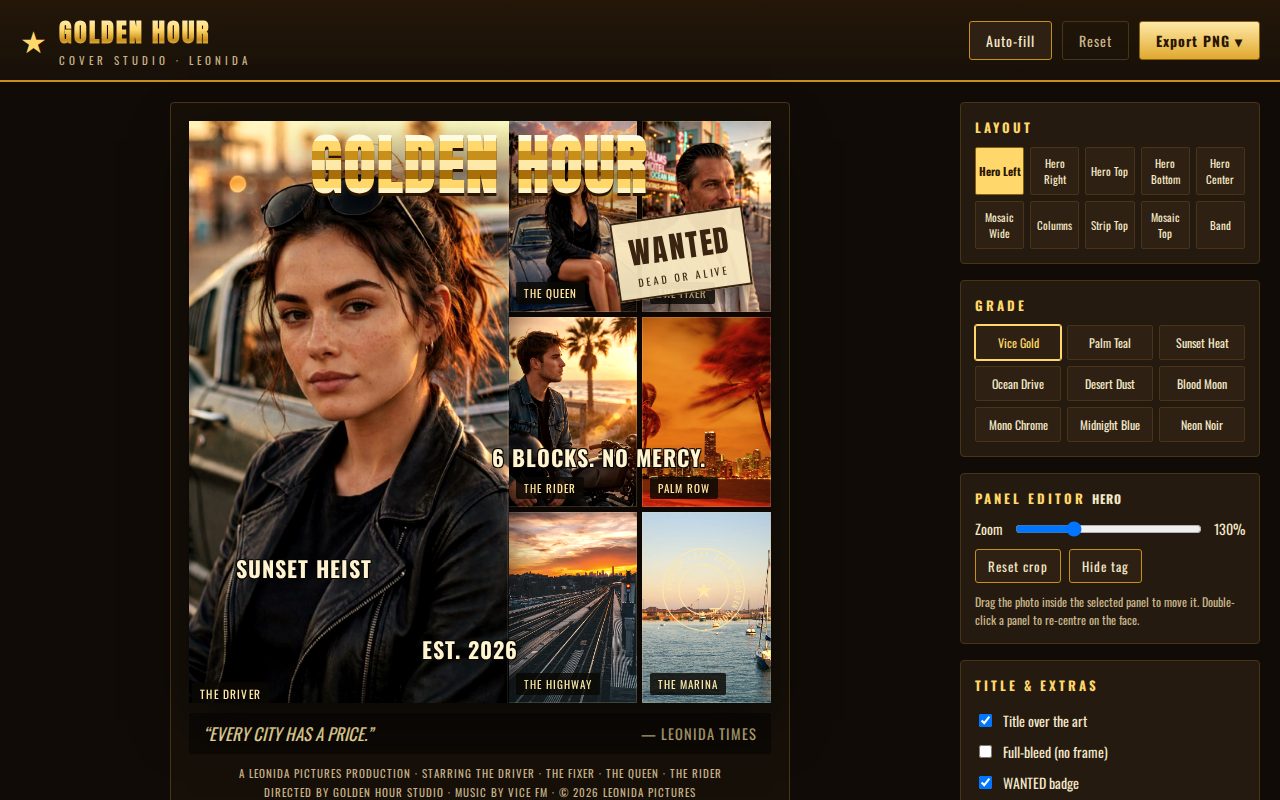 ★ GOLDEN HOUR
COVER STUDIO · LEONIDA
Auto-fill
Reset
Export PNG ▾
GOLDEN HOUR
WANTED
DEAD OR ALIVE
THE QUEEN
FIXER
6 BLOCKS. NO MERCY.
THE RIDER
PALM ROW
SUNSET HEIST
EST. 2026
THE DRIVER
THE HIGHWAY
THE MARINA
“EVERY CITY HAS A PRICE.”
— LEONIDA TIMES
A LEONIDA PICTURES PRODUCTION · STARRING THE DRIVER · THE FIXER · THE QUEEN · THE RIDER
DIRECTED BY GOLDEN HOUR STUDIO · MUSIC BY VICE FM · © 2026 LEONIDA PICTURES
LAYOUT
Hero Left
Hero Right
Hero Top
Hero Bottom
Hero Center
Mosaic Wide
Columns
Strip Top
Mosaic Top
Band
GRADE
Vice Gold
Palm Teal
Sunset Heat
Ocean Drive
Desert Dust
Blood Moon
Mono Chrome
Midnight Blue
Neon Noir
PANEL EDITOR HERO
Zoom 130%
Reset crop
Hide tag
Drag the photo inside the selected panel to move it. Double-
click a panel to re-centre on the face.
TITLE & EXTRAS
Title over the art
Full-bleed (no frame)
WANTED badge